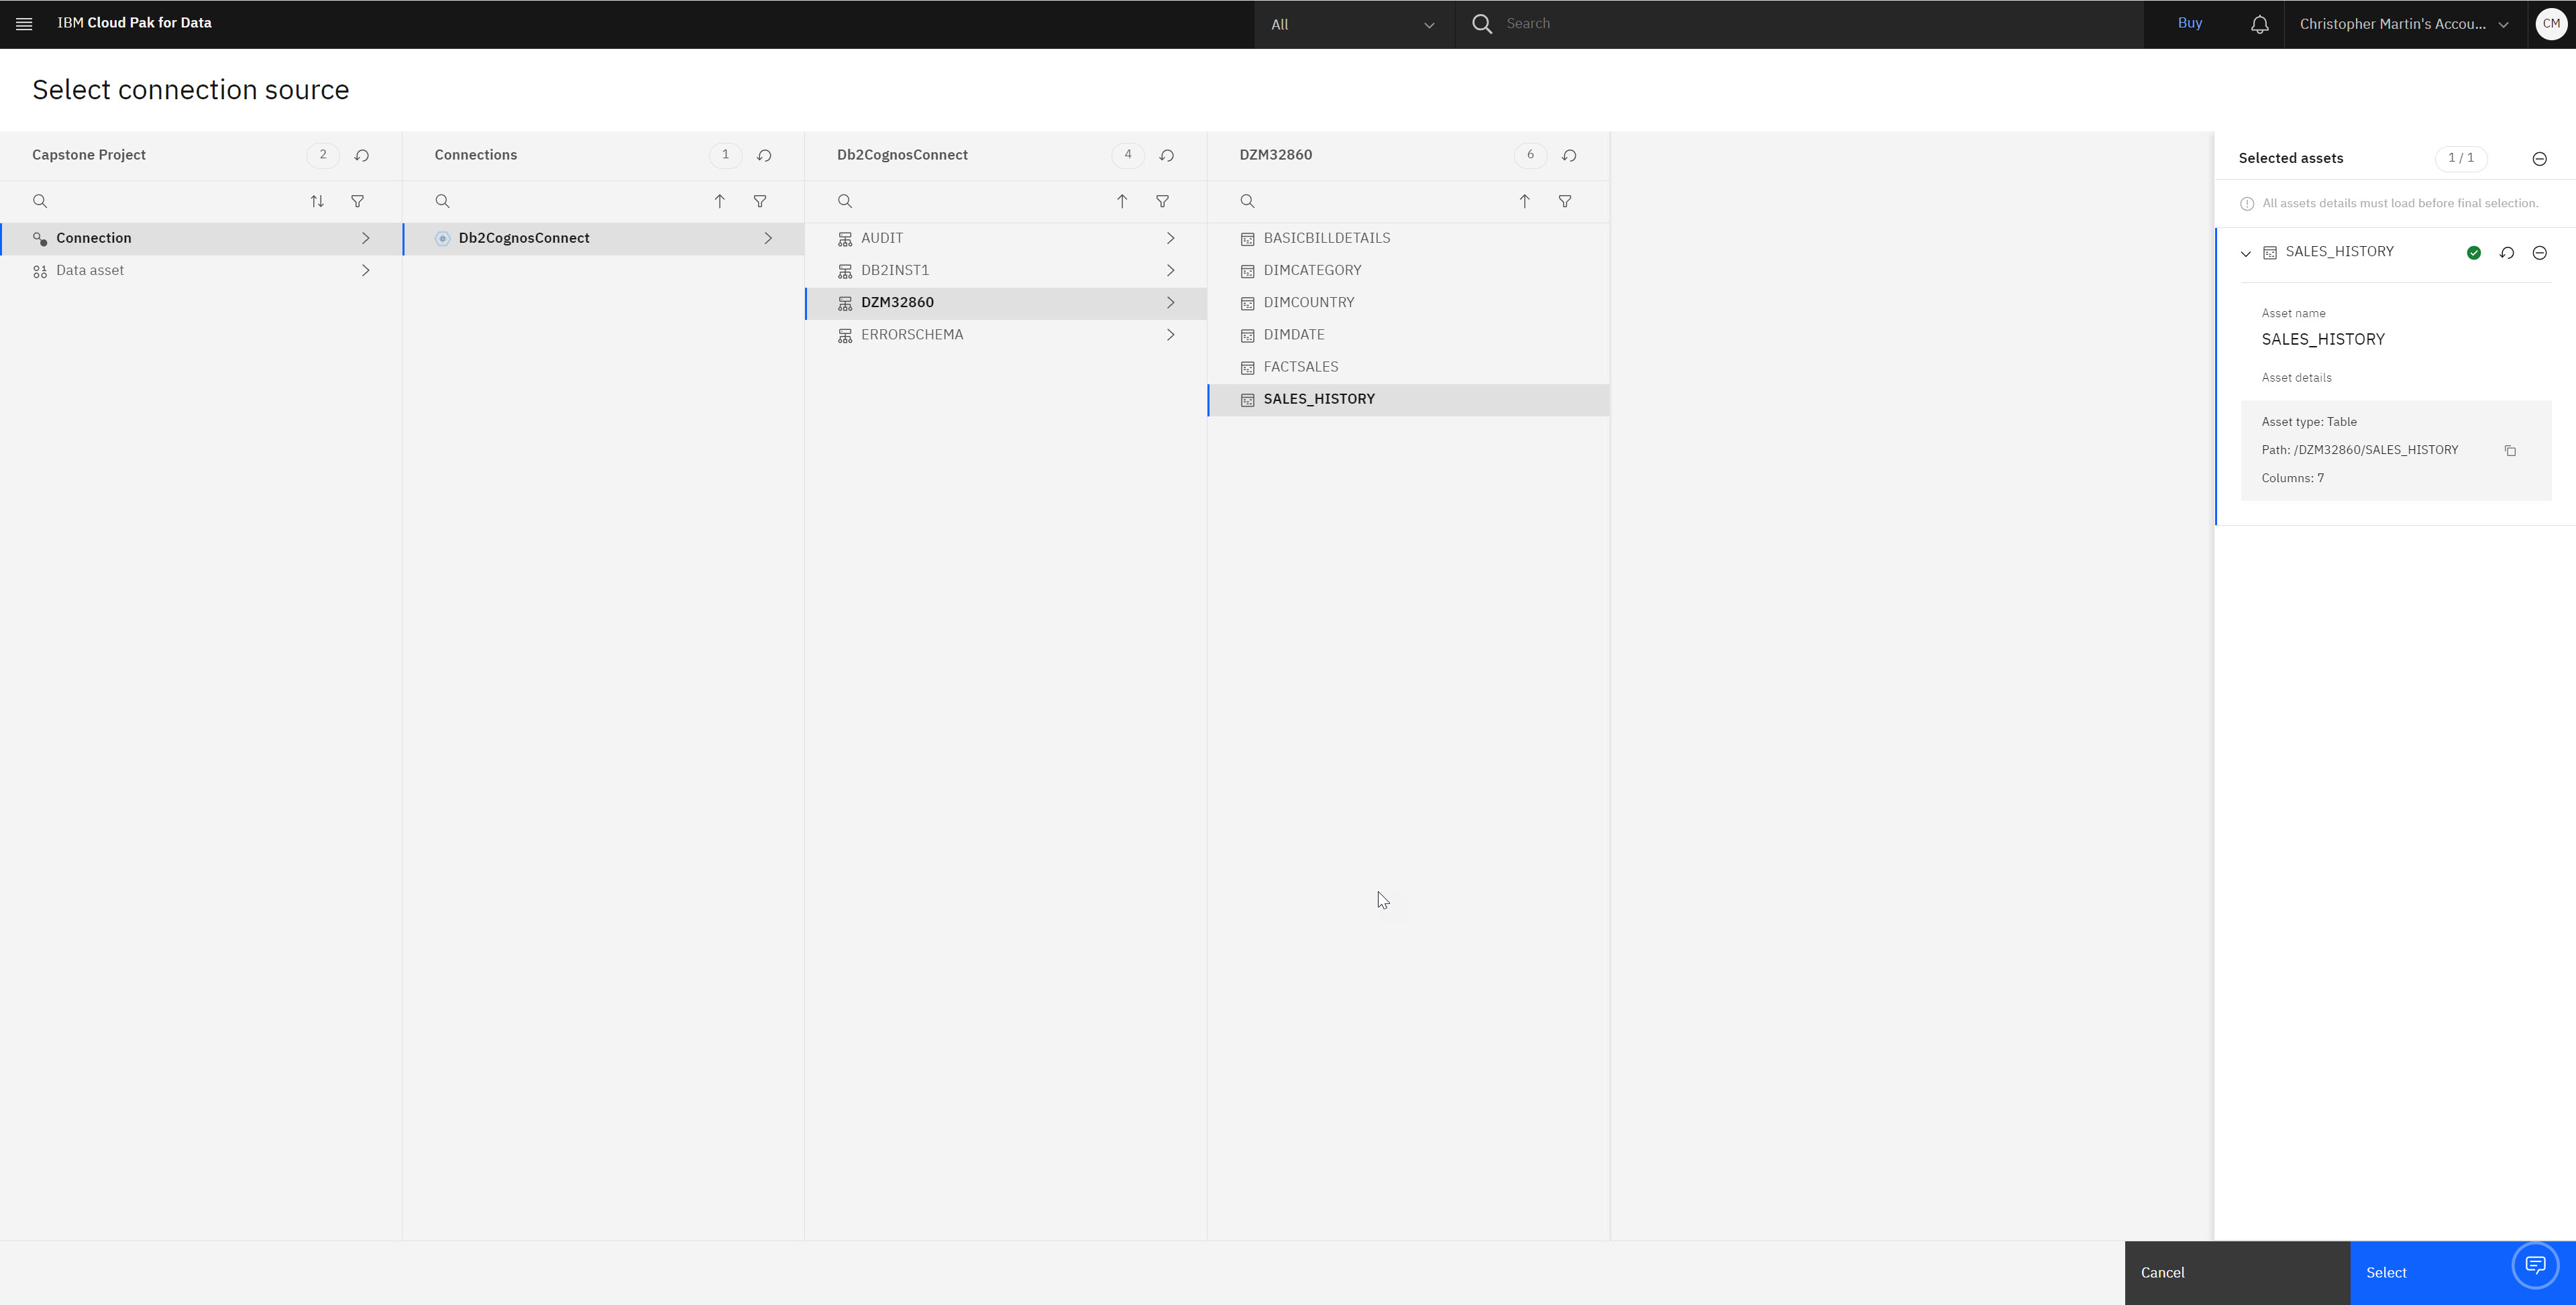 IBM Cloud Pak for Data
All
Search
Buy
Christopher Martin's Accou...
CM
Select connection source
Capstone Project 2
Connection
Data asset
Connections 1
Db2CognosConnect
Db2CognosConnect 4
AUDIT
DB2INST1
DZM32860
ERRORSCHEMA
DZM32860 6
BASICBILLDETAILS
DIMCATEGORY
DIMCOUNTRY
DIMDATE
FACTSALES
SALES_HISTORY
Selected assets 1 / 1
All assets details must load before final selection.
SALES_HISTORY
Asset name
SALES_HISTORY
Asset details
Asset type: Table
Path: /DZM32860/SALES_HISTORY
Columns: 7
Cancel
Select